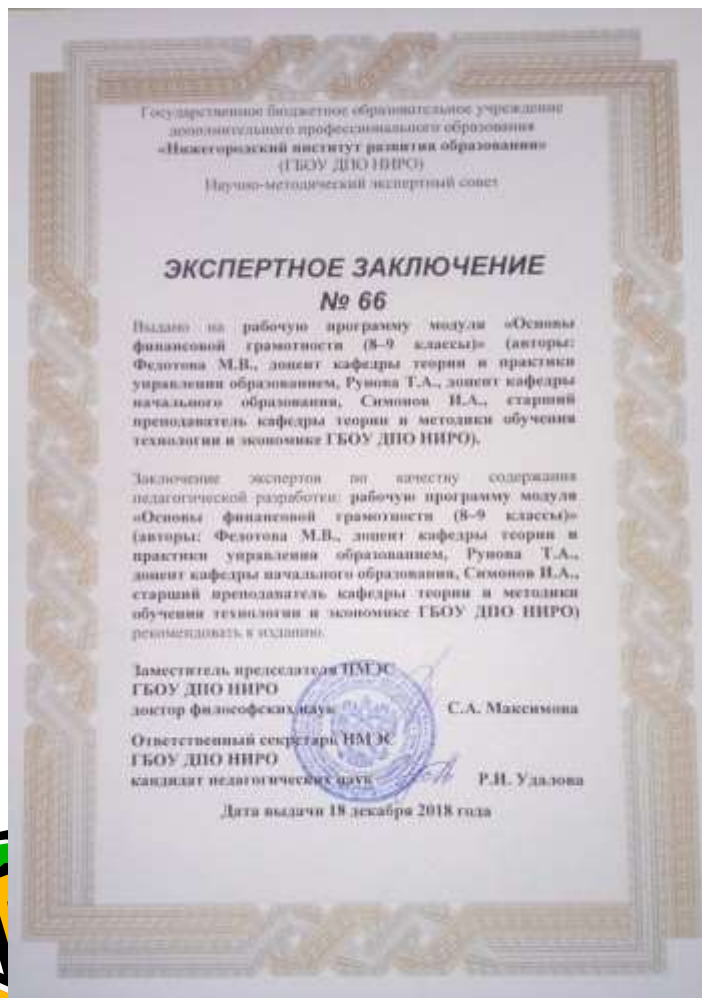 Государственное бюджетное образовательное учреждение
дополнительного профессионального образования
«Нижегородский институт развития образования»
(ГБОУ ДПО НИРО)
Научно-методический экспертный совет
ЭКСПЕРТНОЕ ЗАКЛЮЧЕНИЕ
№ 66
Выдано на рабочую программу модуля «Основы
финансовой грамотности (8–9 классы)» (авторы:
Федотова М.В., доцент кафедры теории и практики
управления образованием, Рунова Т.А., доцент кафедры
начального образования, Симонов И.А., старший
преподаватель кафедры теории и методики обучения
технологии и экономике ГБОУ ДПО НИРО).
Заключение экспертов по качеству содержания
педагогической разработки: рабочую программу модуля
«Основы финансовой грамотности (8–9 классы)»
(авторы: Федотова М.В., доцент кафедры теории и
практики управления образованием, Рунова Т.А.,
доцент кафедры начального образования, Симонов И.А.,
старший преподаватель кафедры теории и методики
обучения технологии и экономике ГБОУ ДПО НИРО)
рекомендовать к изданию.
Заместитель председателя НМЭС
ГБОУ ДПО НИРО
доктор философских наук С.А. Максимова
Ответственный секретарь НМЭС
ГБОУ ДПО НИРО
кандидат педагогических наук Р.И. Удалова
Дата выдачи 18 декабря 2018 года